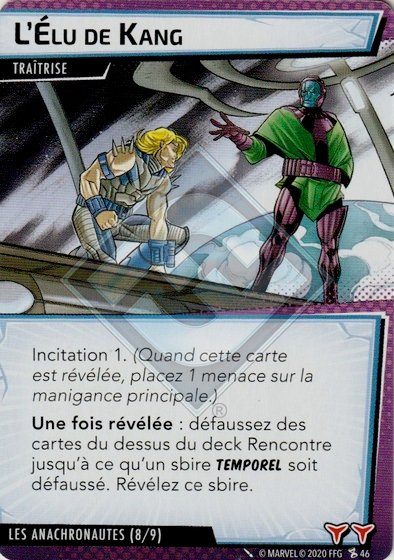 L'Élu de Kang
TRAÎTRISE
Incitation 1. (Quand cette carte
est révélée, placez 1 menace sur la
manigance principale.)
Une fois révélée : défaussez des
cartes du dessus du deck Rencontre
jusqu'à ce qu'un sbire TEMPOREL soit
défaussé. Révélez ce sbire.
LES ANACHRONAUTES (8/9)
© MARVEL © 2020 FFG 46